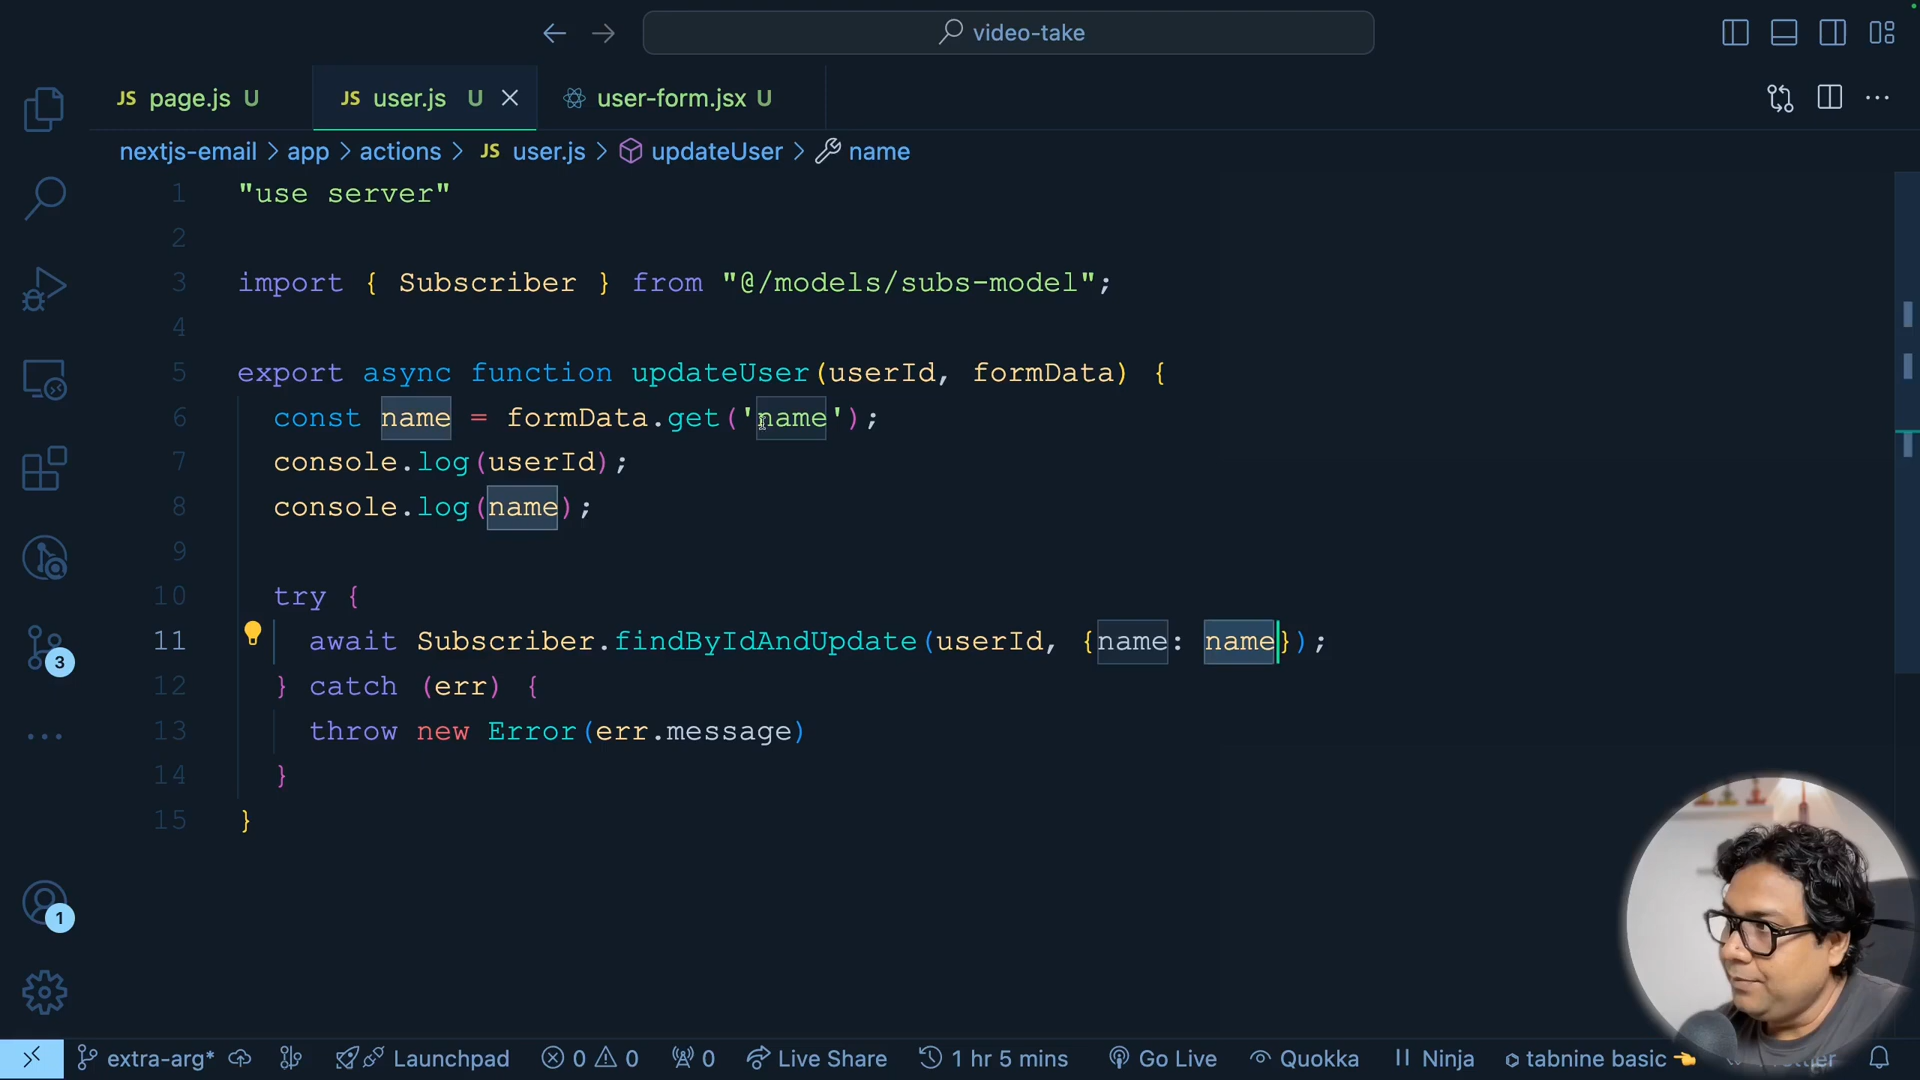 video-take
JS page.js U
JS user.js U
user-form.jsx U
nextjs-email > app > actions > JS user.js > updateUser > name
1 "use server"
2
3 import { Subscriber } from "@/models/subs-model";
4
5 export async function updateUser(userId, formData) {
6 const name = formData.get('name');
7 console.log(userId);
8 console.log(name);
9
10 try {
11 await Subscriber.findByIdAndUpdate(userId, {name: name});
12 } catch (err) {
13 throw new Error(err.message)
14 }
15 }
3
1
extra-arg* Launchpad 0 0 0 Live Share 1 hr 5 mins Go Live Quokka Ninja tabnine basic